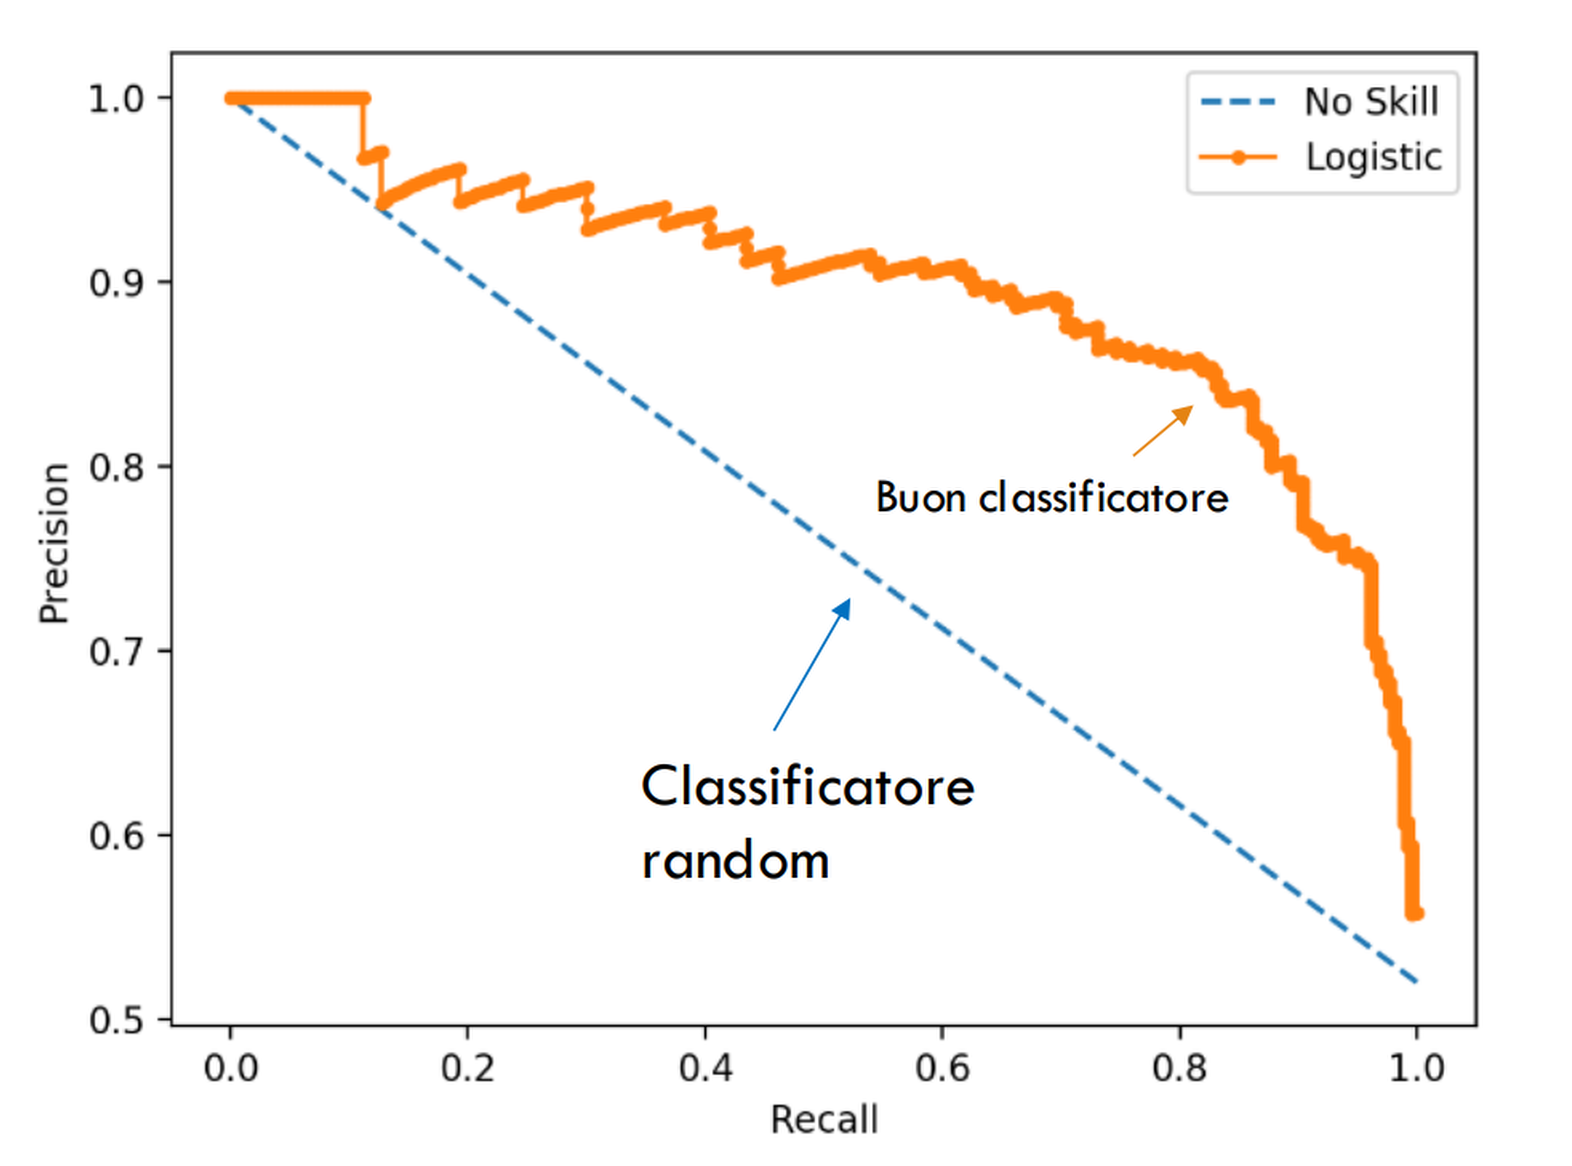 No Skill
Logistic
1.0
0.9
0.8
0.7
0.6
0.5
Precision
Buon classificatore
Classificatore
random
0.0 0.2 0.4 0.6 0.8 1.0
Recall